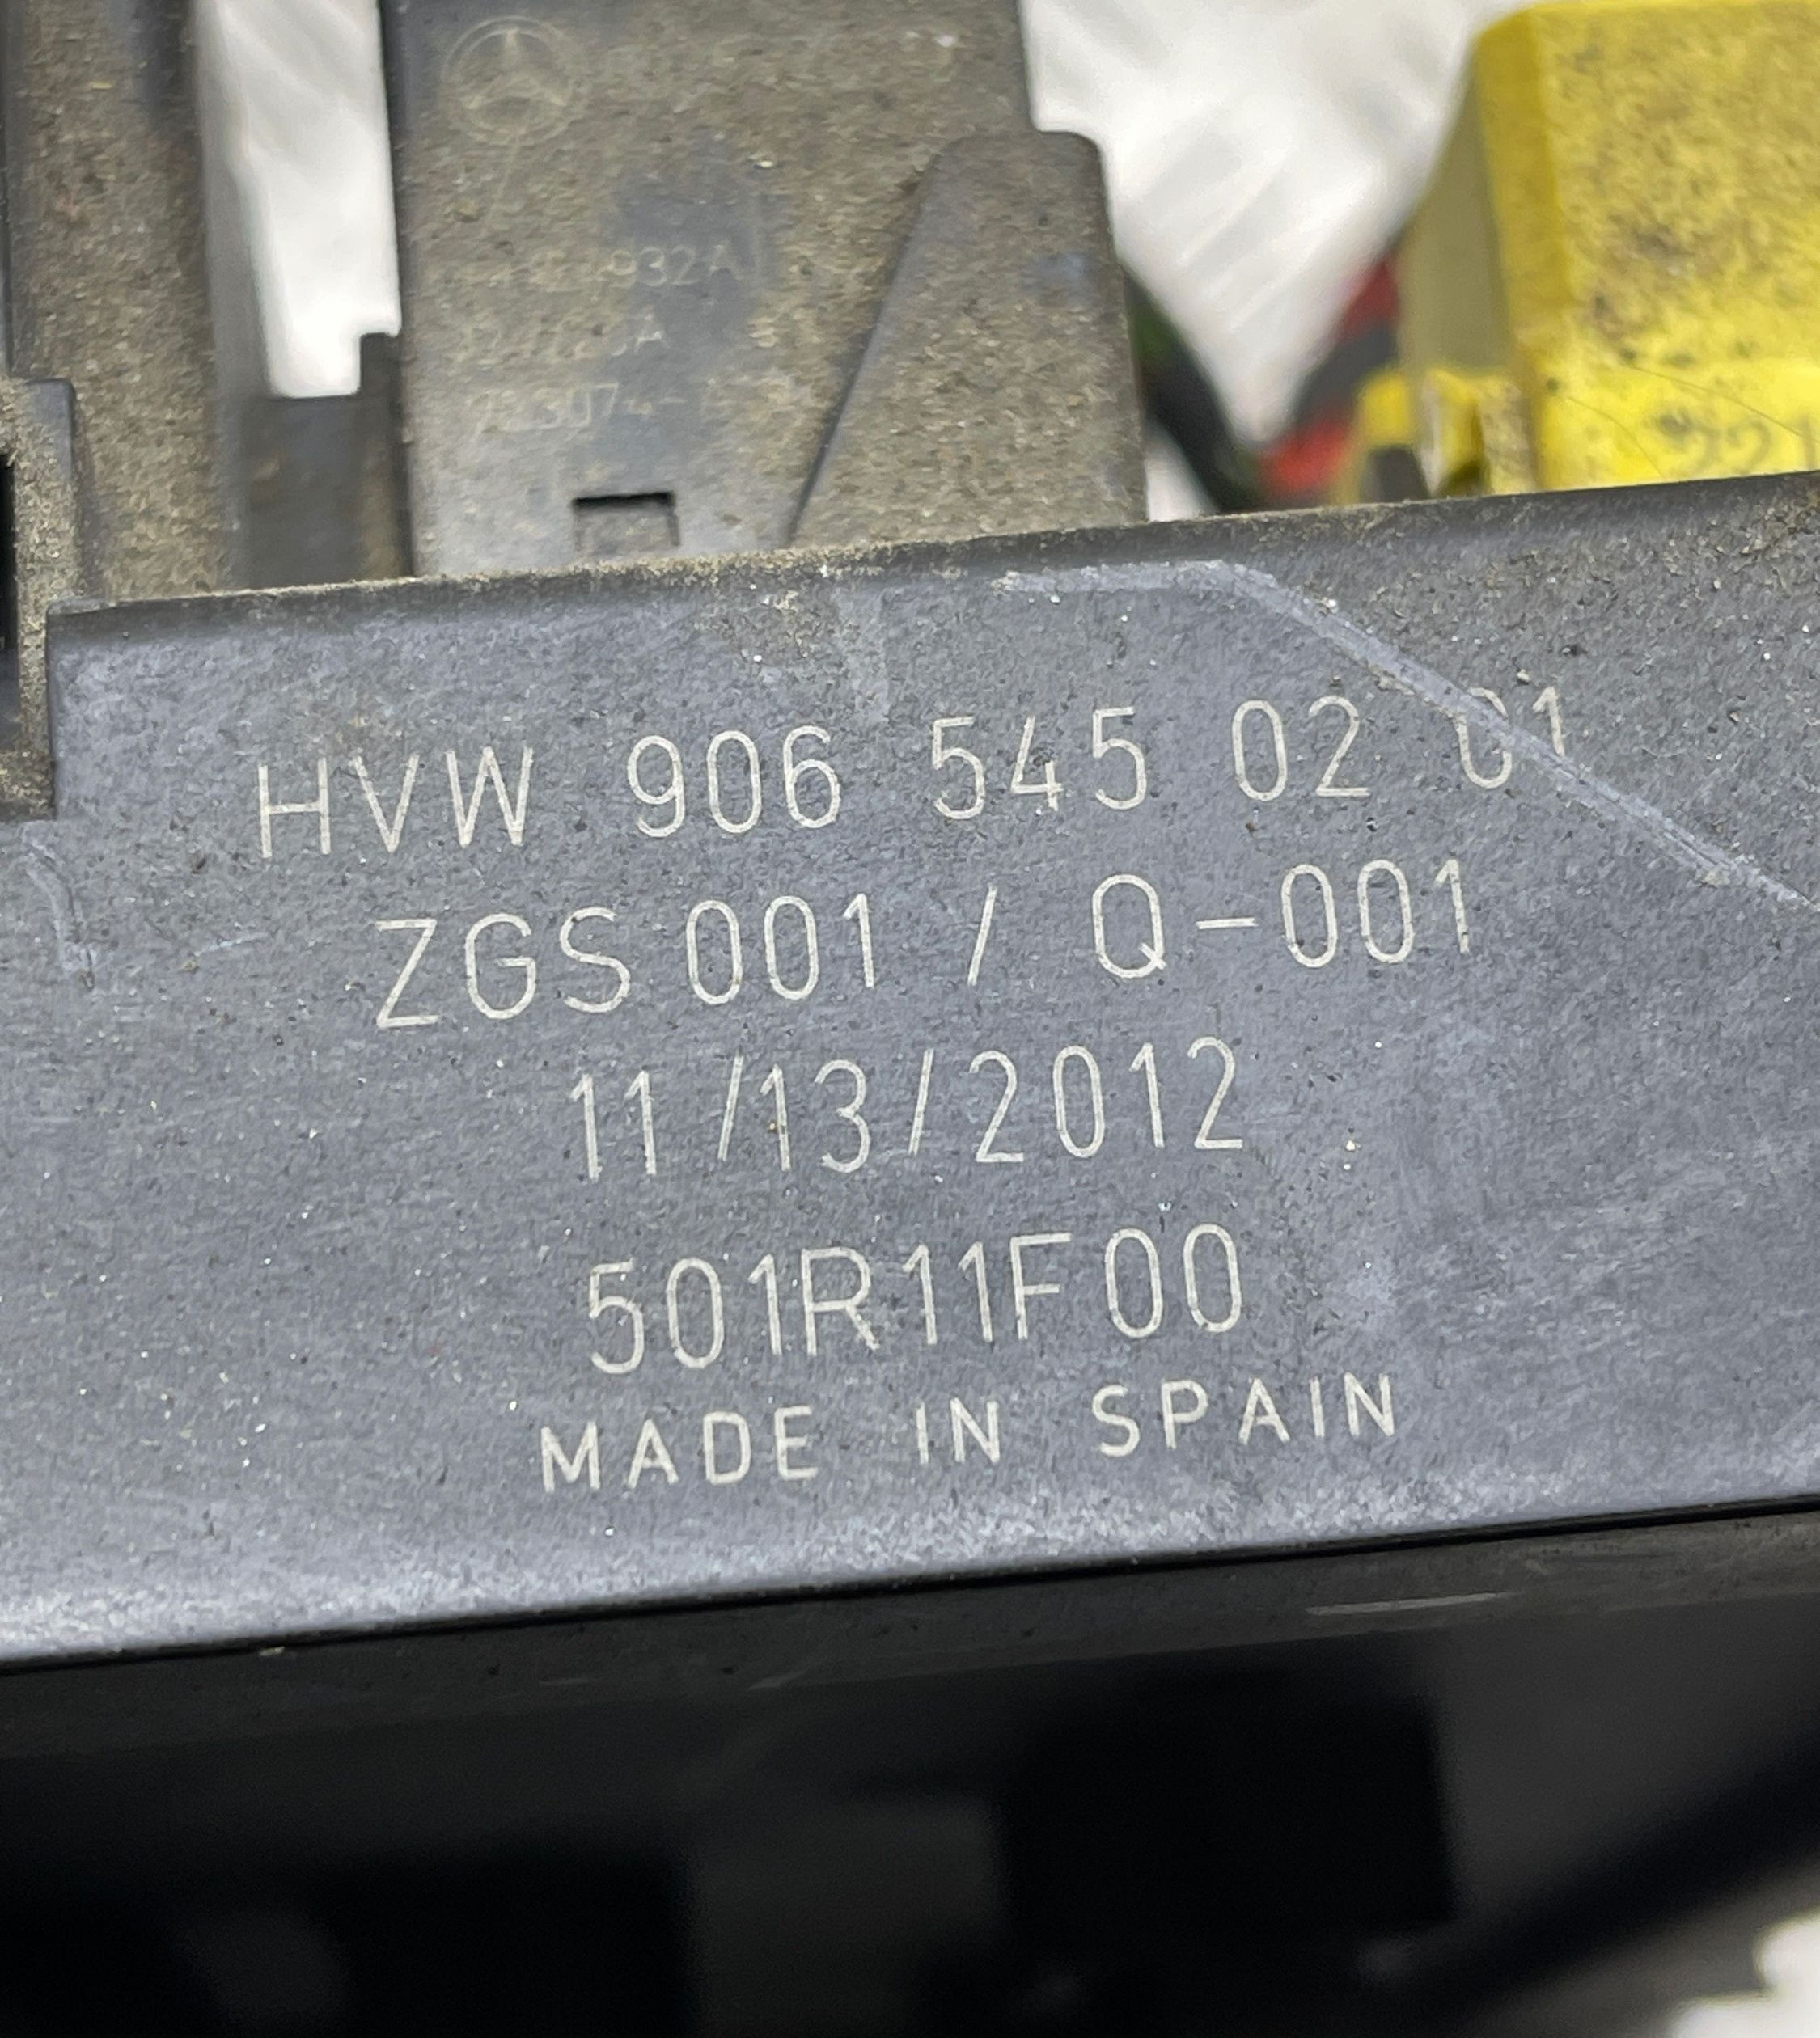 HVW 906 545 02 01
ZGS 001 / Q-001
11/13/2012
501R11F00
MADE IN SPAIN